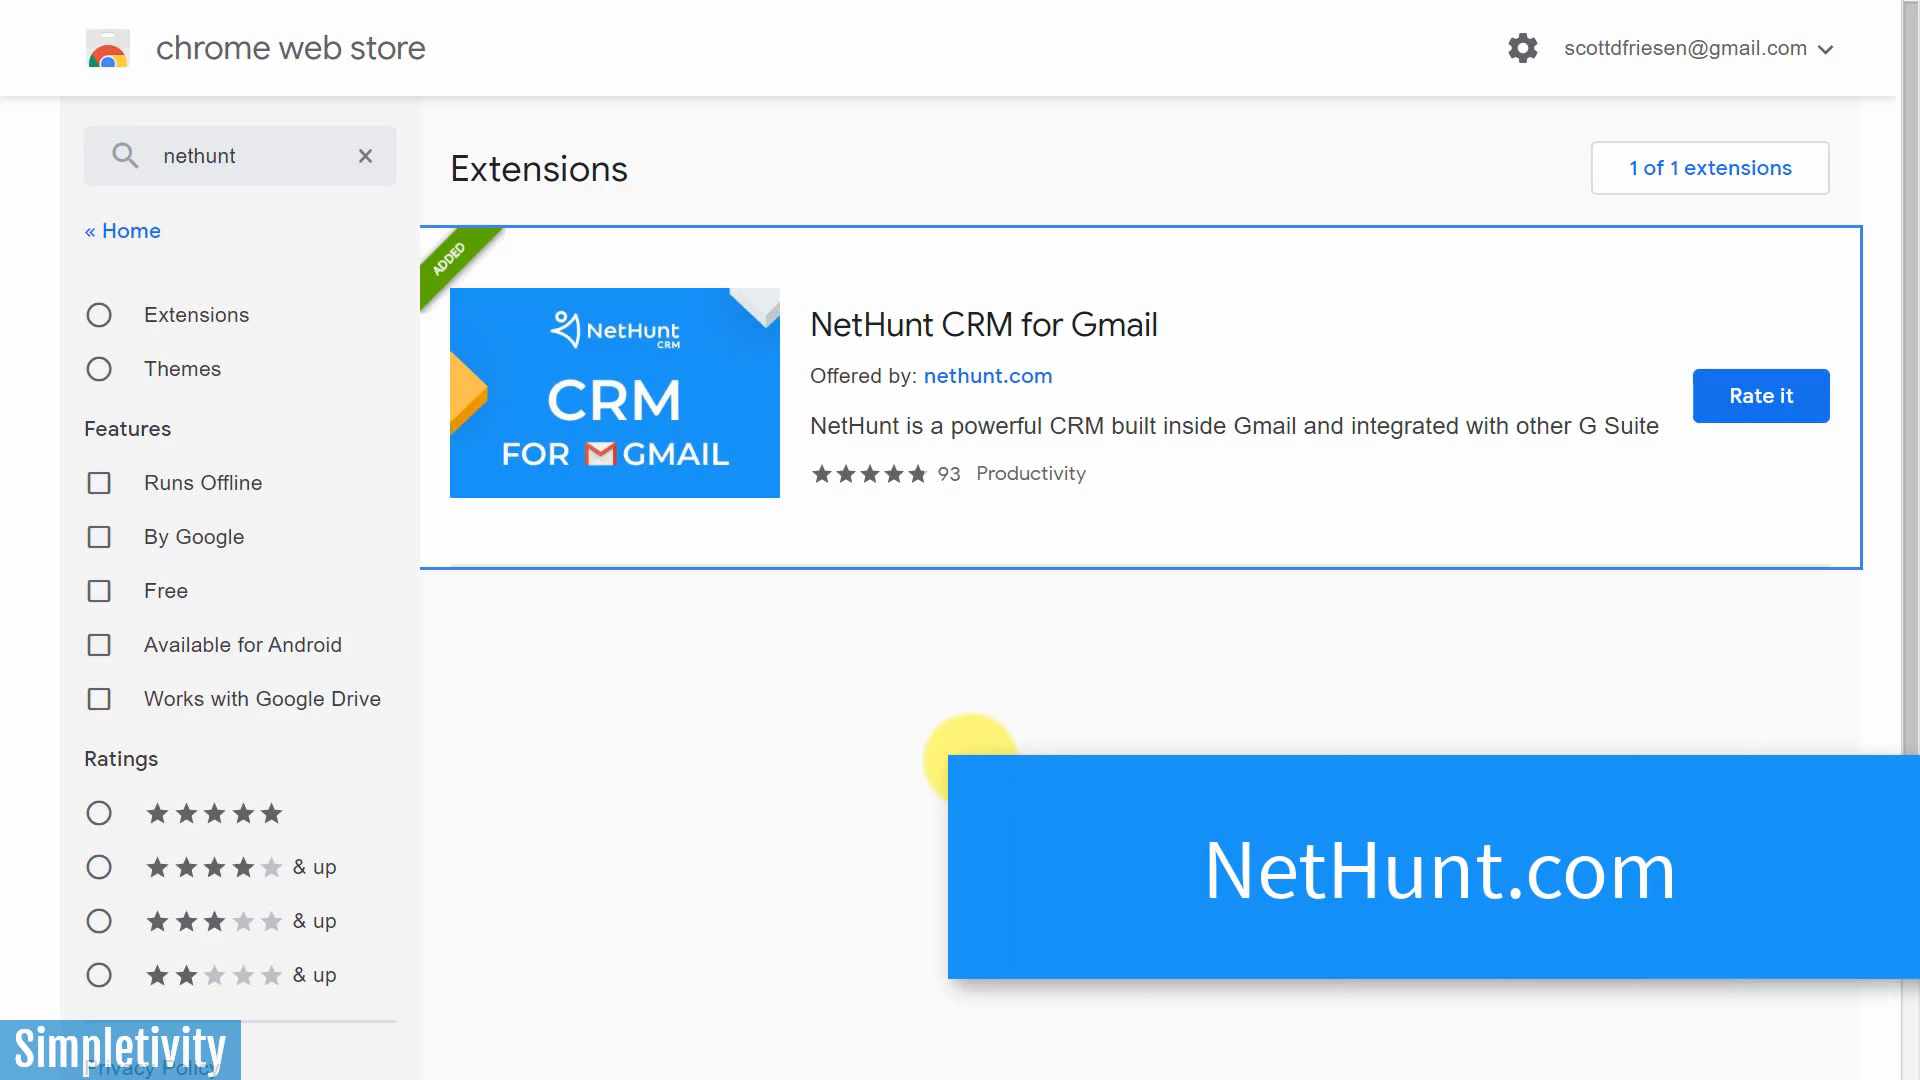 chrome web store
scottdfriesen@gmail.com
nethunt
« Home
Extensions
Themes
Features
Runs Offline
By Google
Free
Available for Android
Works with Google Drive
Ratings
& up
& up
& up
Privacy Policy
Simpletivity
Extensions
1 of 1 extensions
ADDED
NetHunt
CRM
CRM
FOR GMAIL
NetHunt CRM for Gmail
Offered by: nethunt.com
NetHunt is a powerful CRM built inside Gmail and integrated with other G Suite
93 Productivity
Rate it
NetHunt.com